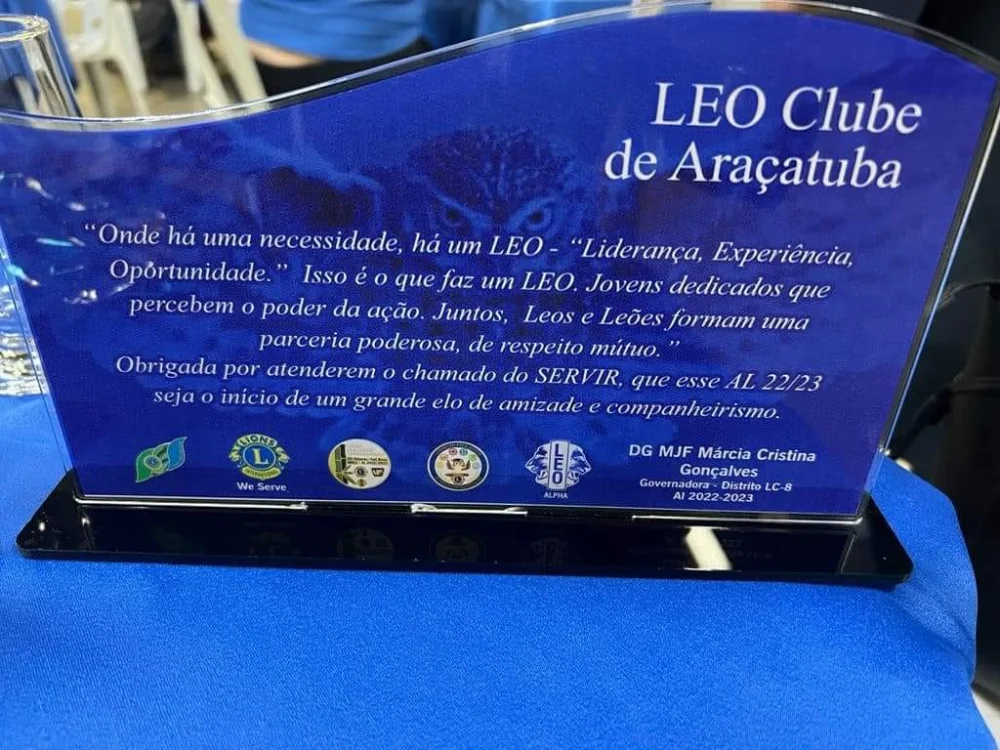 LEO Clube
de Araçatuba
“Onde há uma necessidade, há um LEO - “Liderança, Experiência,
Oportunidade.” Isso é o que faz um LEO. Jovens dedicados que
percebem o poder da ação. Juntos, Leos e Leões formam uma
parceria poderosa, de respeito mútuo.”
Obrigada por atenderem o chamado do SERVIR, que esse AL 22/23
seja o início de um grande elo de amizade e companheirismo.
LIONS
L
INTERNATIONAL
We Serve
LEO
ALPHA
DG MJF Márcia Cristina
Gonçalves
Governadora - Distrito LC-8
Al 2022-2023